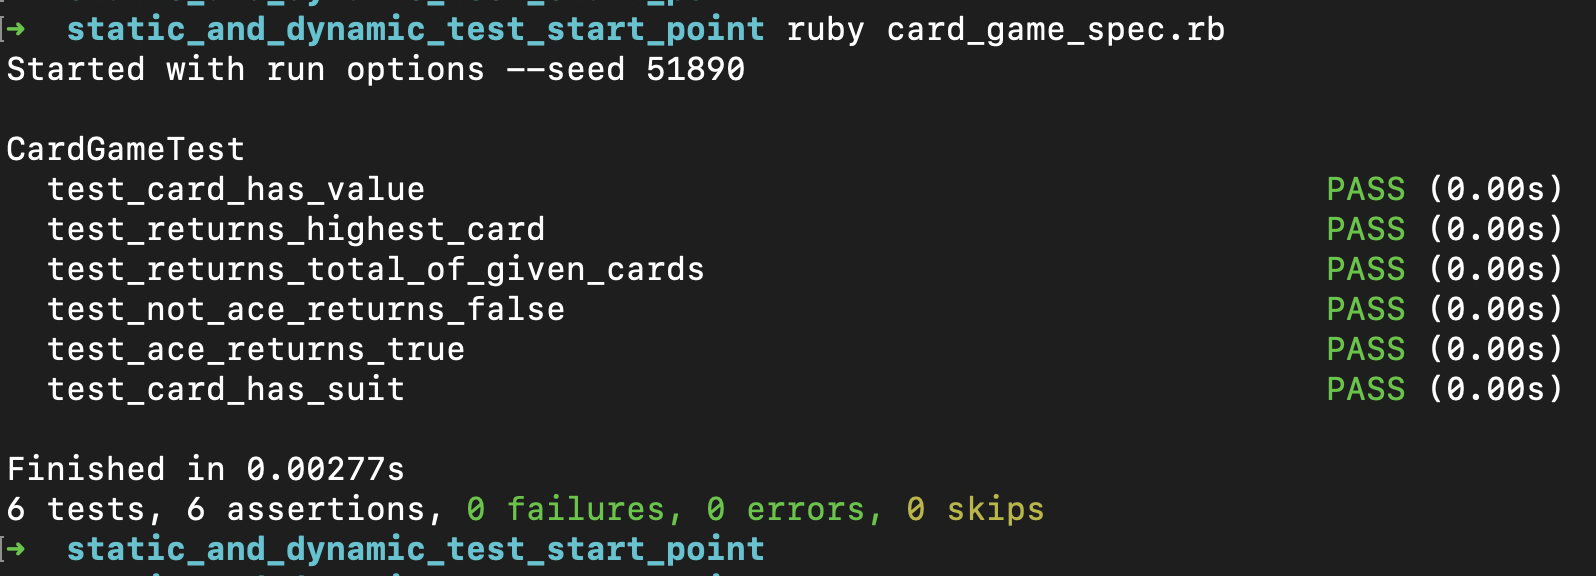 ➜  static_and_dynamic_test_start_point ruby card_game_spec.rb
Started with run options --seed 51890
CardGameTest
  test_card_has_value                                             PASS (0.00s)
  test_returns_highest_card                                       PASS (0.00s)
  test_returns_total_of_given_cards                               PASS (0.00s)
  test_not_ace_returns_false                                      PASS (0.00s)
  test_ace_returns_true                                           PASS (0.00s)
  test_card_has_suit                                              PASS (0.00s)
Finished in 0.00277s
6 tests, 6 assertions, 0 failures, 0 errors, 0 skips
➜  static_and_dynamic_test_start_point